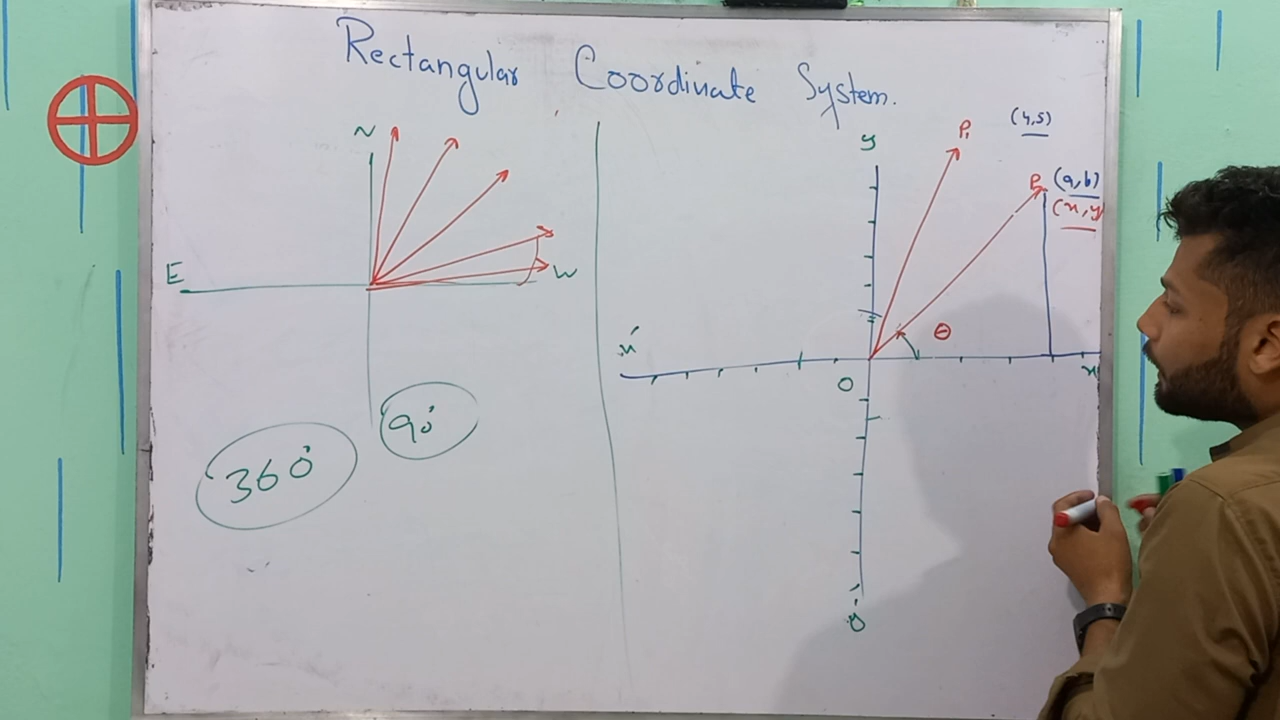 Rectangular Coordinate System.
N
E
W
90°
360°
y
P₁
(4,5)
(a,b)
(x,y)
θ
x'
O
x